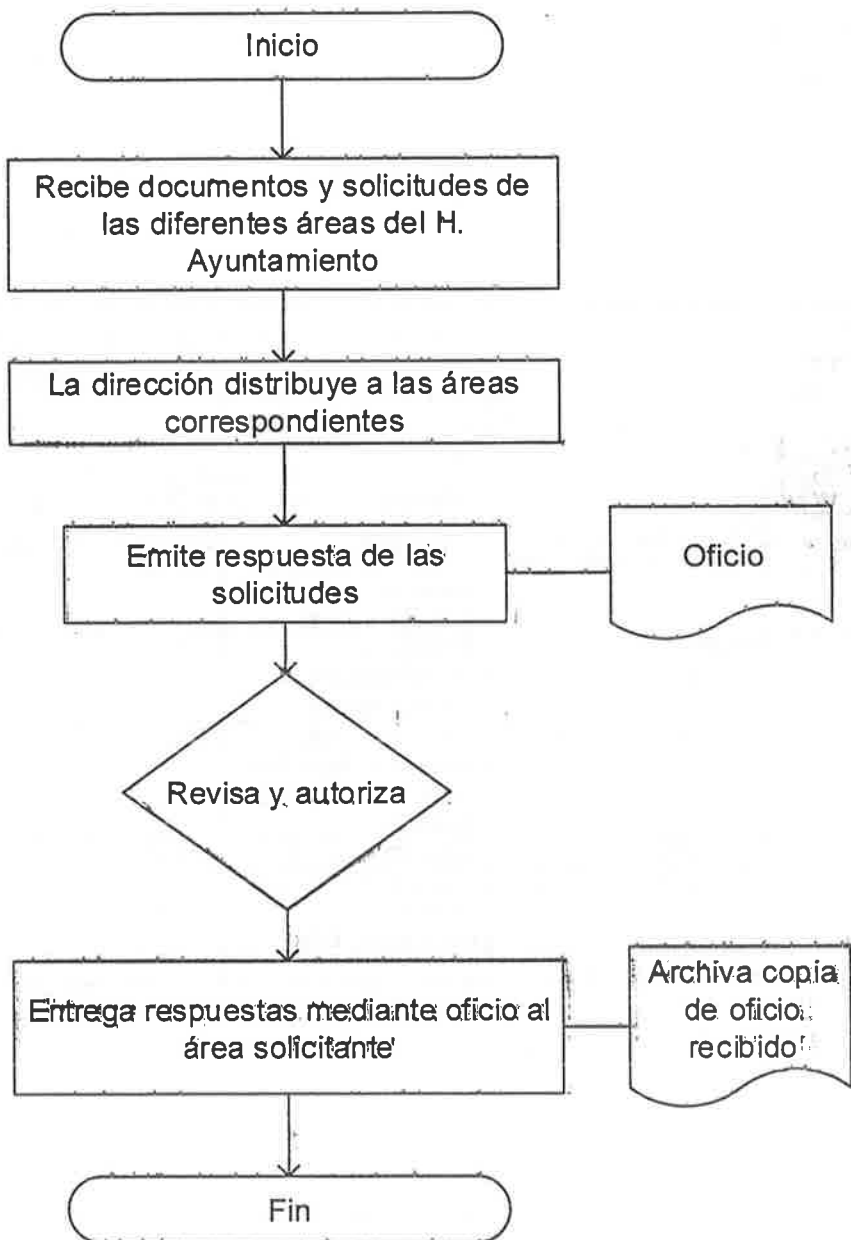 Inicio
Recibe documentos y solicitudes de
las diferentes áreas del H.
Ayuntamiento
La dirección distribuye a las áreas
correspondientes
Emite respuesta de las
solicitudes
Oficio
Revisa y autoriza
Entrega respuestas mediante oficio al
área solicitante
Archiva copia
de oficio
recibido
Fin